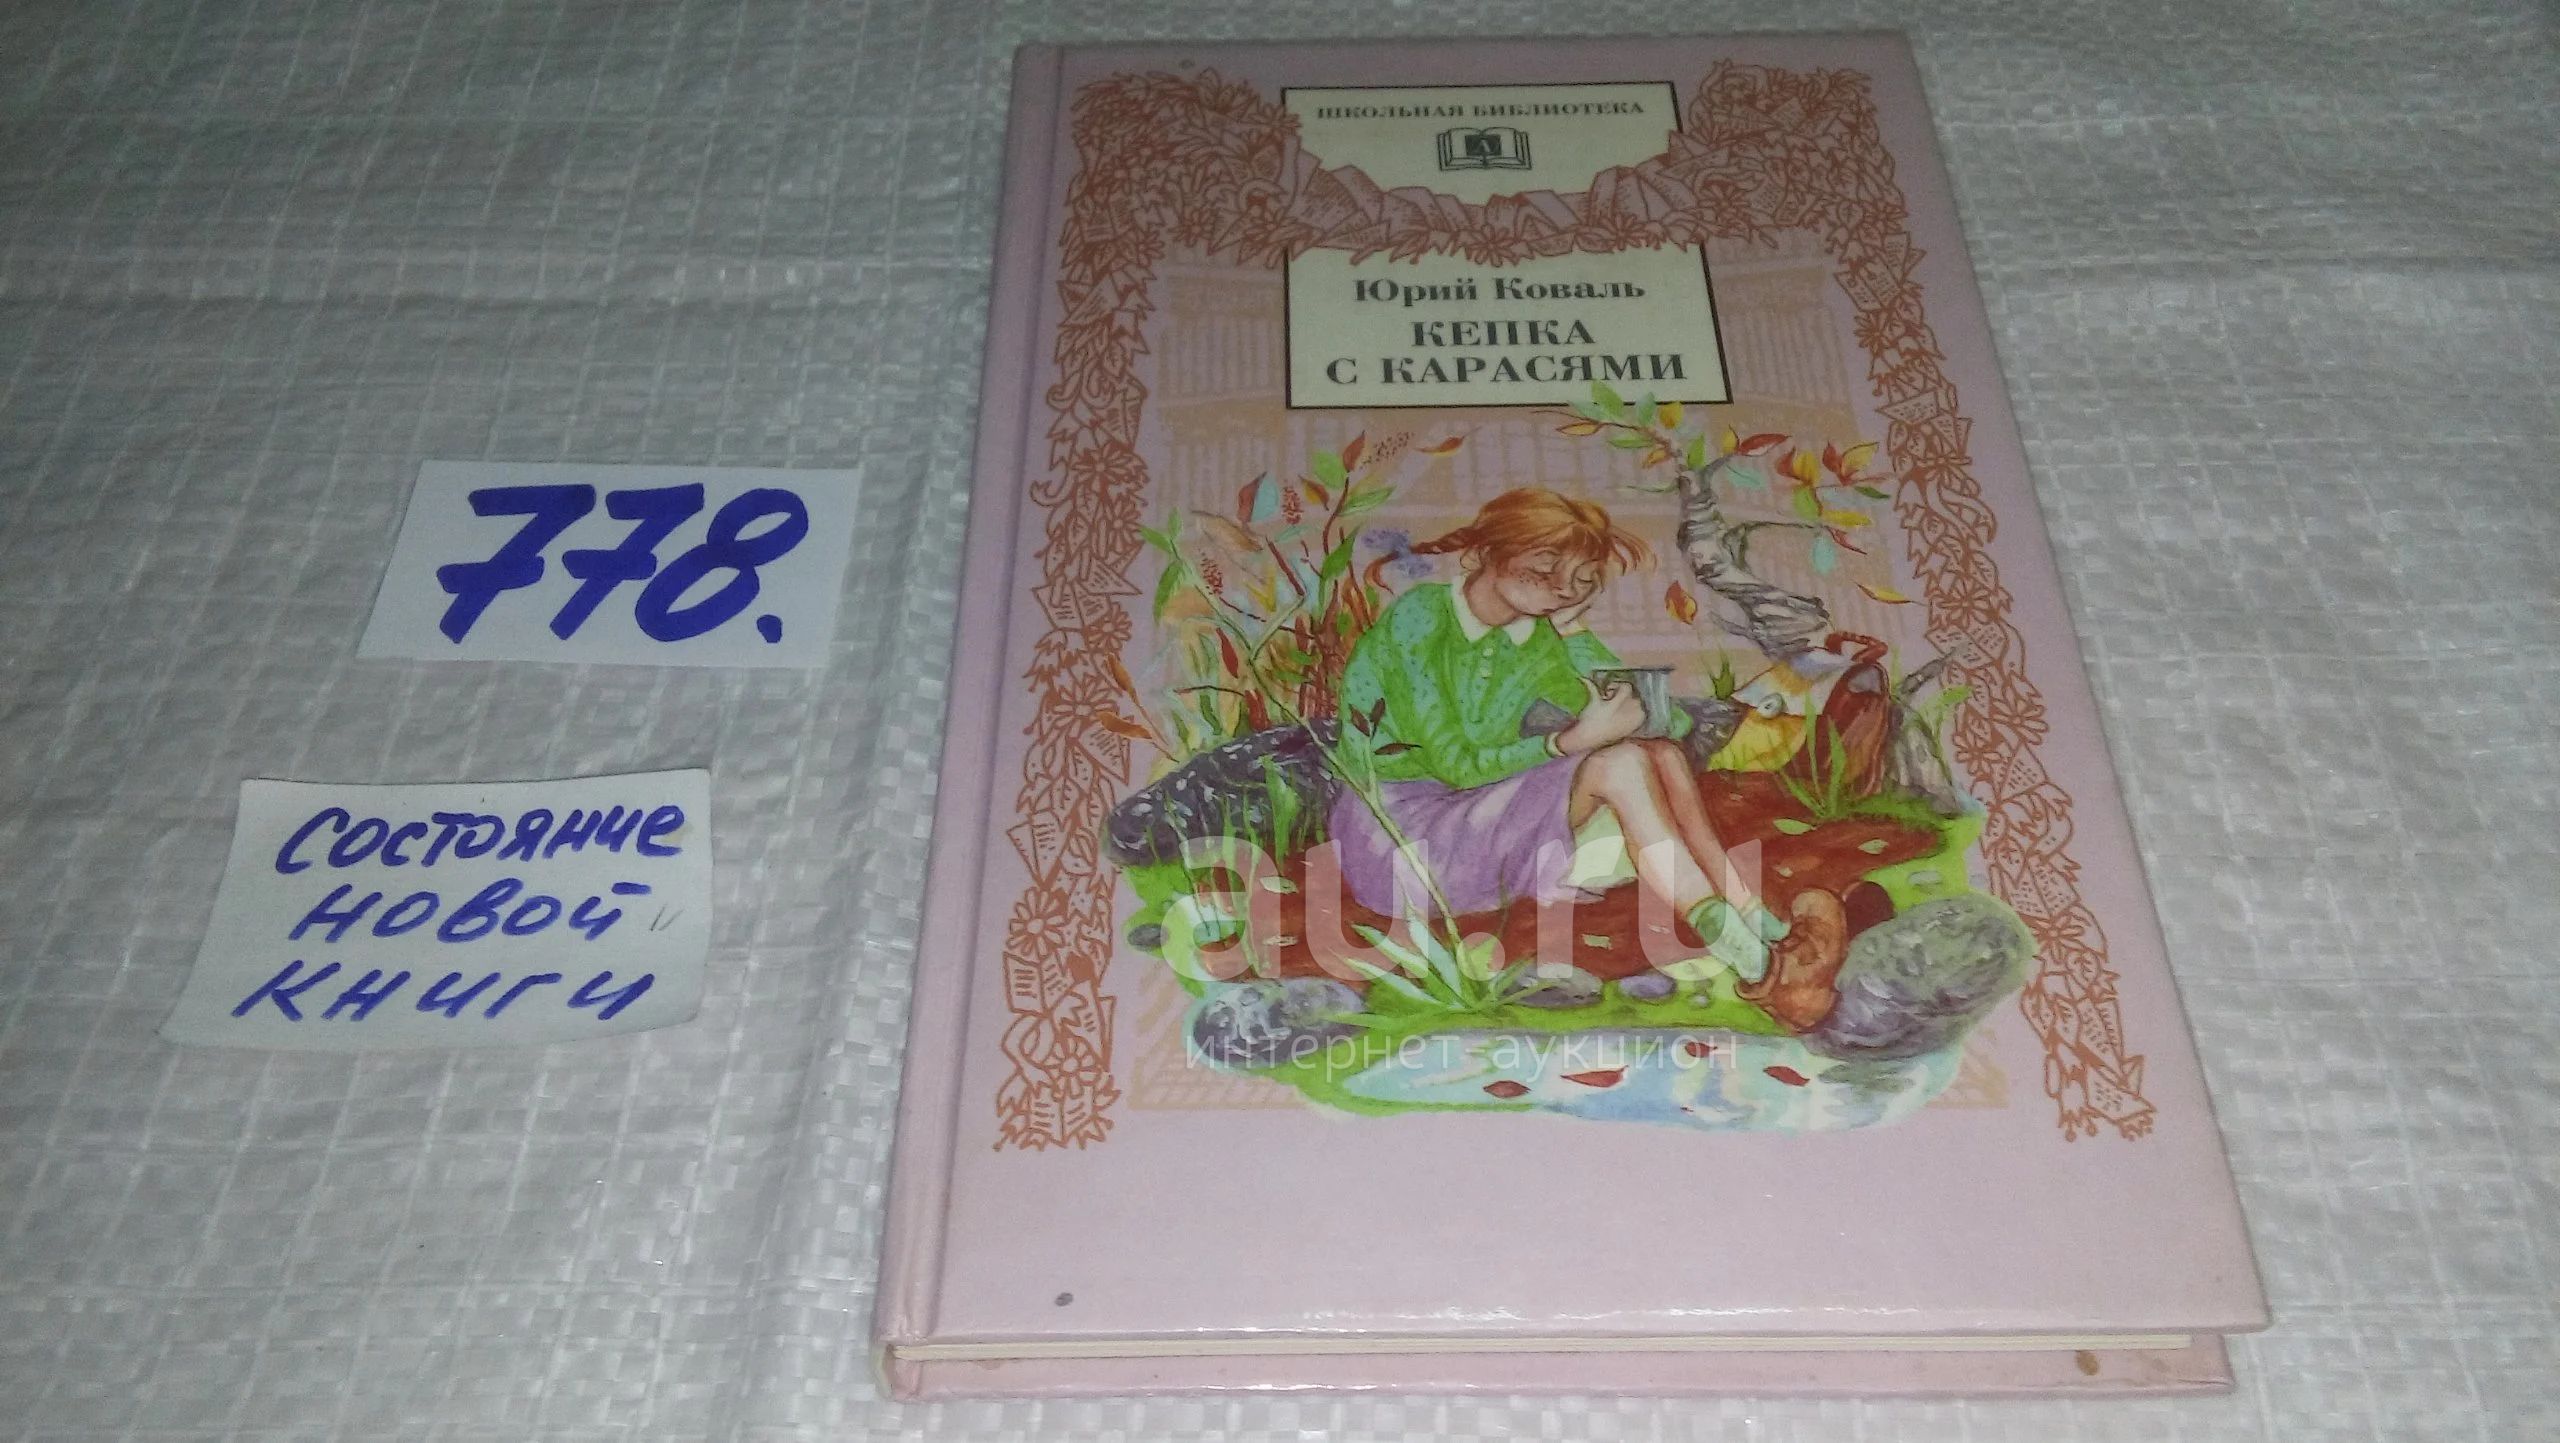 ШКОЛЬНАЯ БИБЛИОТЕКА
Юрий Коваль
КЕПКА
С КАРАСЯМИ
778.
СОСТОЯНИЕ
НОВОЙ
КНИГИ
au.ru
интернет-аукцион